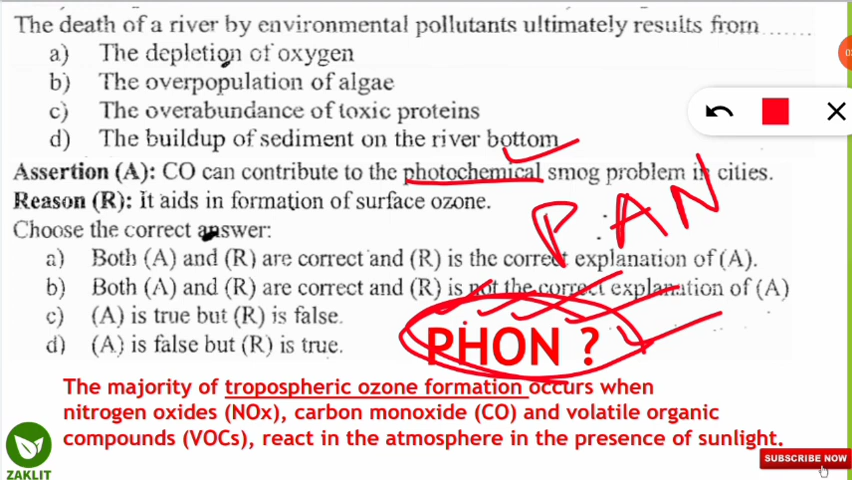 The death of a river by environmental pollutants ultimately results from......
a) The depletion of oxygen
b) The overpopulation of algae
c) The overabundance of toxic proteins
d) The buildup of sediment on the river bottom
Assertion (A): CO can contribute to the photochemical smog problem in cities.
Reason (R): It aids in formation of surface ozone.
PAN
Choose the correct answer:
a) Both (A) and (R) are correct and (R) is the correct explanation of (A).
b) Both (A) and (R) are correct and (R) is not the correct explanation of (A)
c) (A) is true but (R) is false.
d) (A) is false but (R) is true.
PHON ?
The majority of tropospheric ozone formation occurs when
nitrogen oxides (NOx), carbon monoxide (CO) and volatile organic
compounds (VOCs), react in the atmosphere in the presence of sunlight.
ZAKLIT
SUBSCRIBE NOW